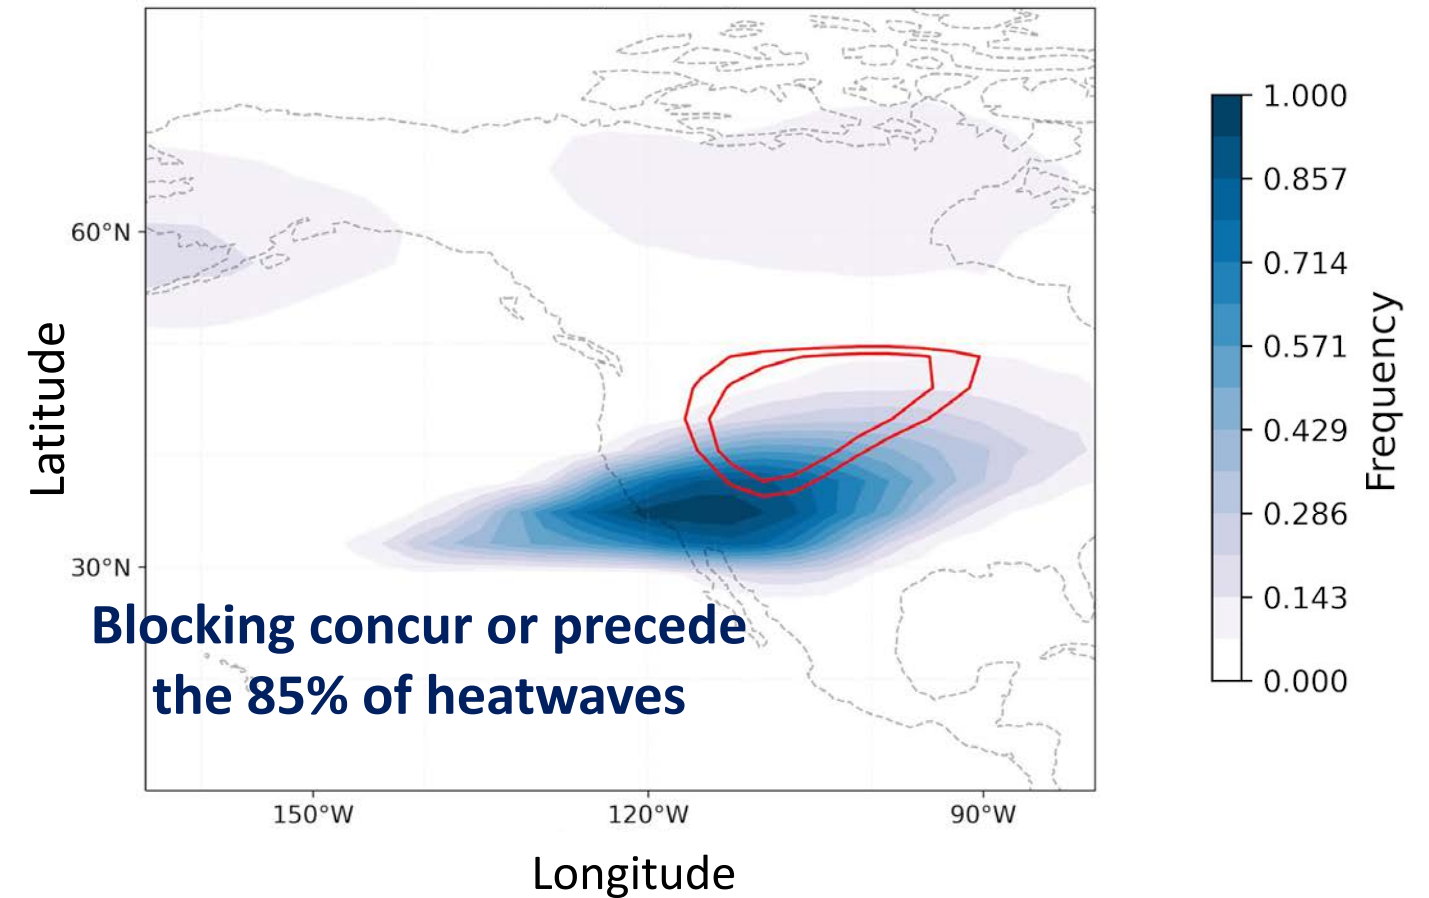 60°N
30°N
Latitude
Blocking concur or precede
the 85% of heatwaves
150°W
120°W
90°W
Longitude
1.000
0.857
0.714
0.571
0.429
0.286
0.143
0.000
Frequency